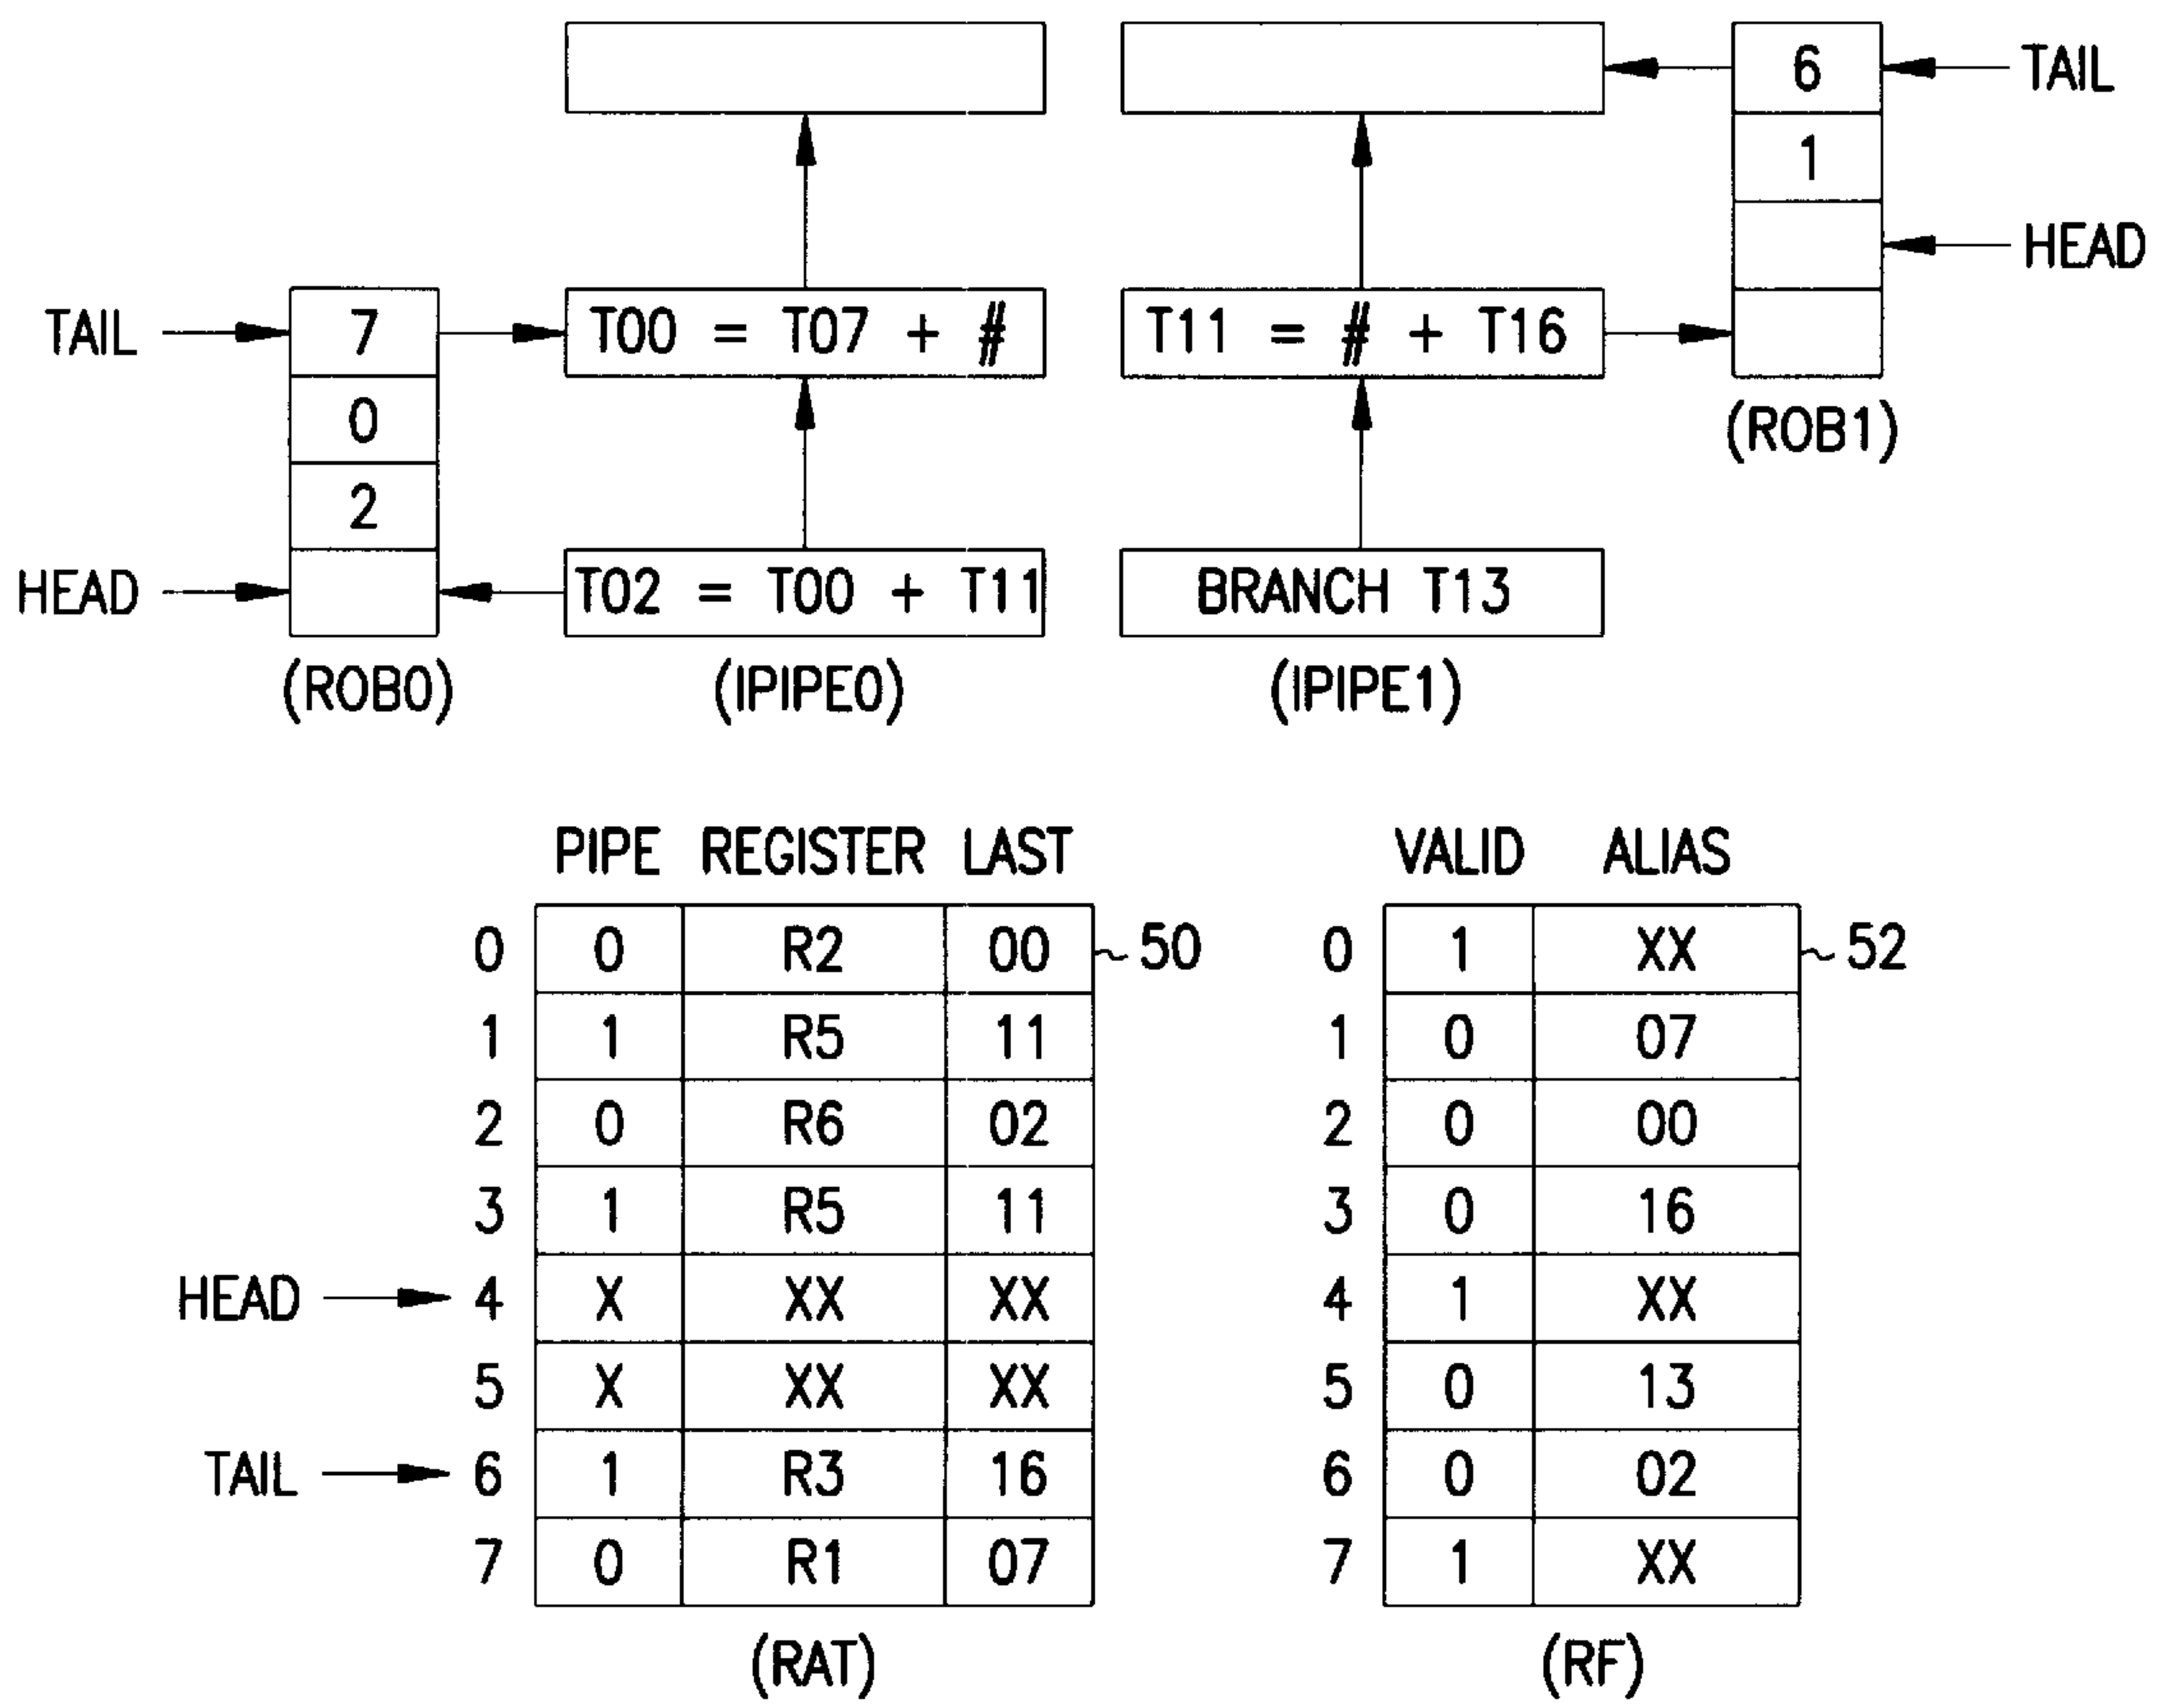 6 TAIL
1
HEAD
TAIL 7 T00 = T07 + # T11 = # + T16
0
(ROB1)
2
HEAD T02 = T00 + T11 BRANCH T13
(ROB0) (IPIPE0) (IPIPE1)
PIPE REGISTER LAST VALID ALIAS
0 0 R2 00 50 0 1 XX 52
1 1 R5 11 1 0 07
2 0 R6 02 2 0 00
3 1 R5 11 3 0 16
HEAD 4 X XX XX 4 1 XX
5 X XX XX 5 0 13
TAIL 6 1 R3 16 6 0 02
7 0 R1 07 7 1 XX
(RAT) (RF)